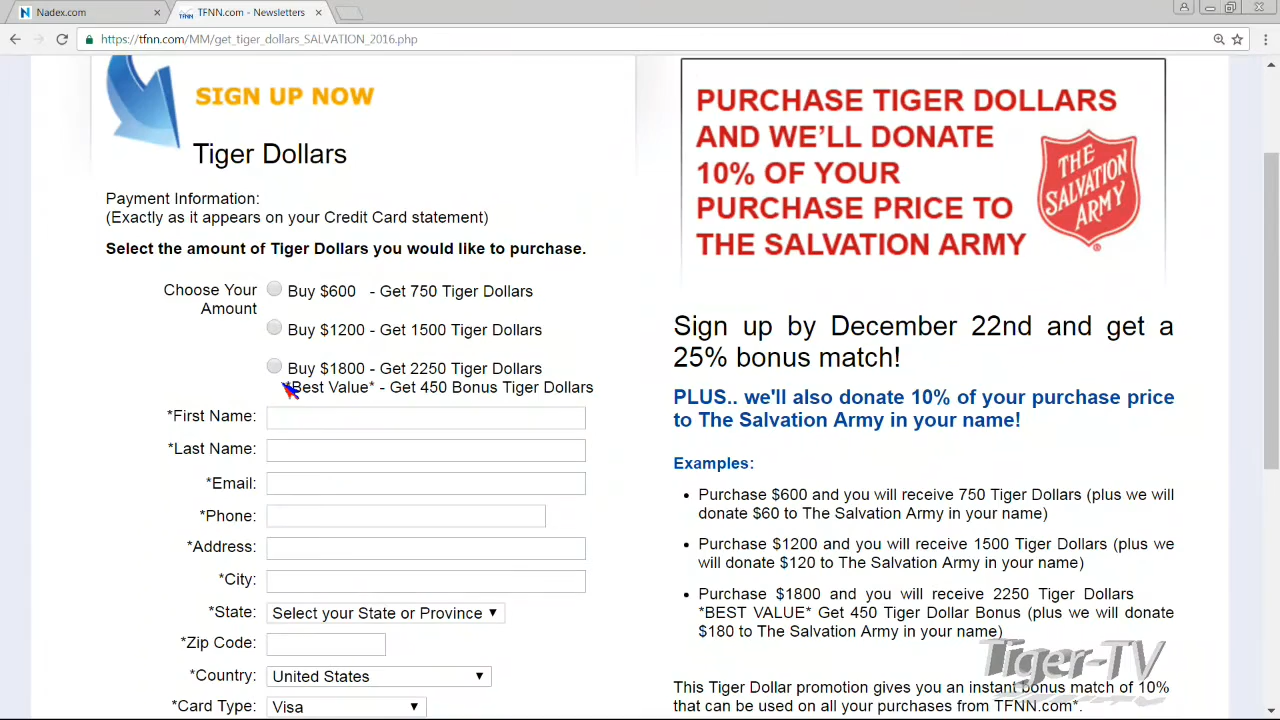 Nadex.com
TFNN.com - Newsletters
https://tfnn.com/MM/get_tiger_dollars_SALVATION_2016.php
SIGN UP NOW
Tiger Dollars
Payment Information:
(Exactly as it appears on your Credit Card statement)
Select the amount of Tiger Dollars you would like to purchase.
Choose Your
Amount
Buy $600 - Get 750 Tiger Dollars
Buy $1200 - Get 1500 Tiger Dollars
Buy $1800 - Get 2250 Tiger Dollars
*Best Value* - Get 450 Bonus Tiger Dollars
*First Name:
*Last Name:
*Email:
*Phone:
*Address:
*City:
*State: Select your State or Province
*Zip Code:
*Country: United States
*Card Type: Visa
PURCHASE TIGER DOLLARS
AND WE'LL DONATE
10% OF YOUR
PURCHASE PRICE TO
THE SALVATION ARMY
THE
SALVATION
ARMY
Sign up by December 22nd and get a
25% bonus match!
PLUS.. we'll also donate 10% of your purchase price
to The Salvation Army in your name!
Examples:
Purchase $600 and you will receive 750 Tiger Dollars (plus we will
donate $60 to The Salvation Army in your name)
Purchase $1200 and you will receive 1500 Tiger Dollars (plus we
will donate $120 to The Salvation Army in your name)
Purchase $1800 and you will receive 2250 Tiger Dollars
*BEST VALUE* Get 450 Tiger Dollar Bonus (plus we will donate
$180 to The Salvation Army in your name)
This Tiger Dollar promotion gives you an instant bonus match of 10%
that can be used on all your purchases from TFNN.com*.
Tiger-TV